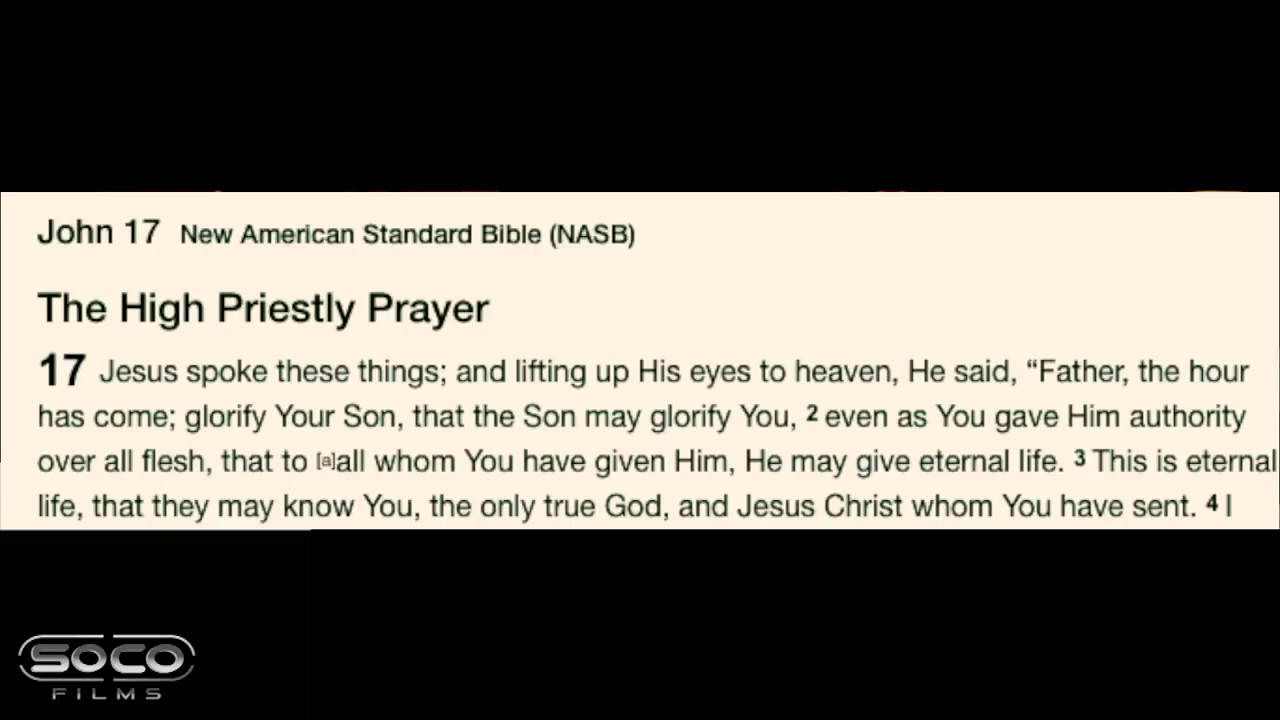 John 17 New American Standard Bible (NASB)
The High Priestly Prayer
17 Jesus spoke these things; and lifting up His eyes to heaven, He said, “Father, the hour
has come; glorify Your Son, that the Son may glorify You, 2 even as You gave Him authority
over all flesh, that to [a]all whom You have given Him, He may give eternal life. 3 This is eternal
life, that they may know You, the only true God, and Jesus Christ whom You have sent. 4 I
SOCO
FILMS